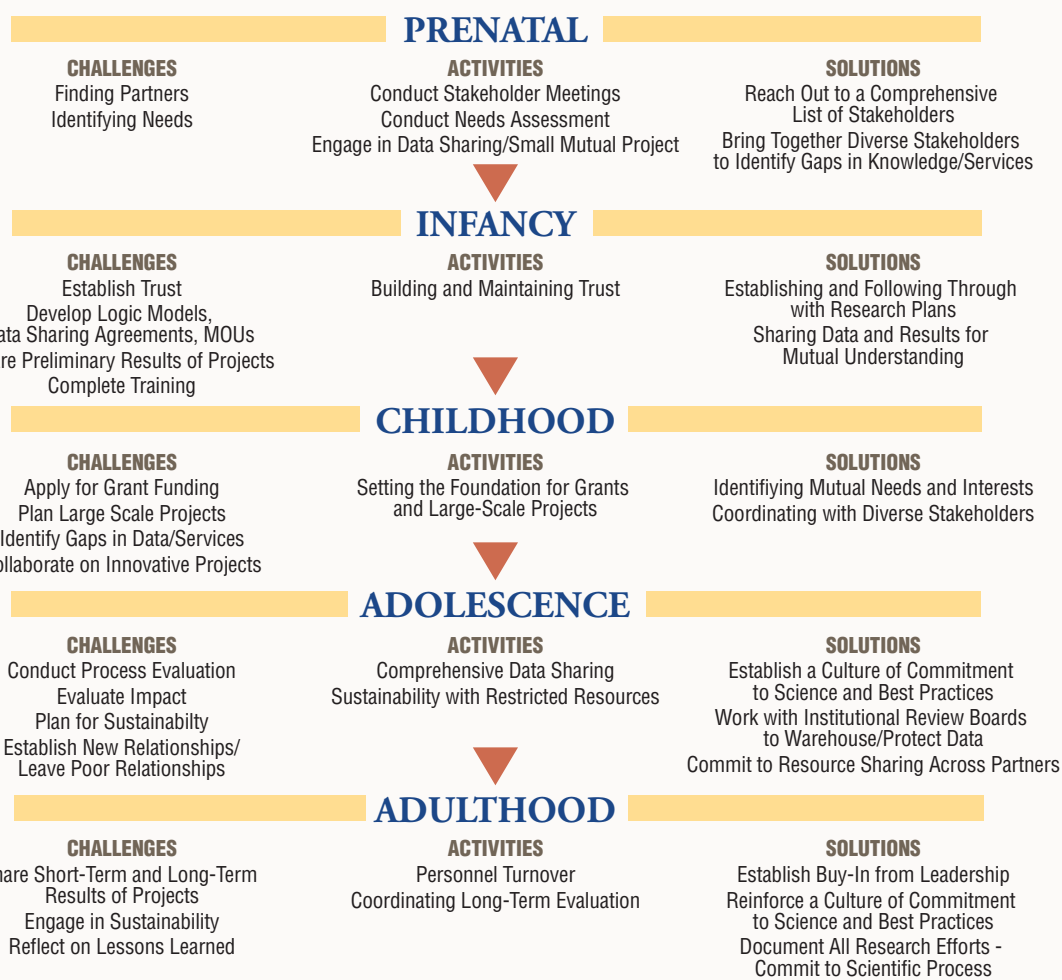 PRENATAL
CHALLENGES
Finding Partners
Identifying Needs
ACTIVITIES
Conduct Stakeholder Meetings
Conduct Needs Assessment
Engage in Data Sharing/Small Mutual Project
SOLUTIONS
Reach Out to a Comprehensive
List of Stakeholders
Bring Together Diverse Stakeholders
to Identify Gaps in Knowledge/Services
INFANCY
CHALLENGES
Establish Trust
Develop Logic Models,
ata Sharing Agreements, MOUs
re Preliminary Results of Projects
Complete Training
ACTIVITIES
Building and Maintaining Trust
SOLUTIONS
Establishing and Following Through
with Research Plans
Sharing Data and Results for
Mutual Understanding
CHILDHOOD
CHALLENGES
Apply for Grant Funding
Plan Large Scale Projects
Identify Gaps in Data/Services
ollaborate on Innovative Projects
ACTIVITIES
Setting the Foundation for Grants
and Large-Scale Projects
SOLUTIONS
Identifiying Mutual Needs and Interests
Coordinating with Diverse Stakeholders
ADOLESCENCE
CHALLENGES
Conduct Process Evaluation
Evaluate Impact
Plan for Sustainabilty
Establish New Relationships/
Leave Poor Relationships
ACTIVITIES
Comprehensive Data Sharing
Sustainability with Restricted Resources
SOLUTIONS
Establish a Culture of Commitment
to Science and Best Practices
Work with Institutional Review Boards
to Warehouse/Protect Data
Commit to Resource Sharing Across Partners
ADULTHOOD
CHALLENGES
hare Short-Term and Long-Term
Results of Projects
Engage in Sustainability
Reflect on Lessons Learned
ACTIVITIES
Personnel Turnover
Coordinating Long-Term Evaluation
SOLUTIONS
Establish Buy-In from Leadership
Reinforce a Culture of Commitment
to Science and Best Practices
Document All Research Efforts -
Commit to Scientific Process